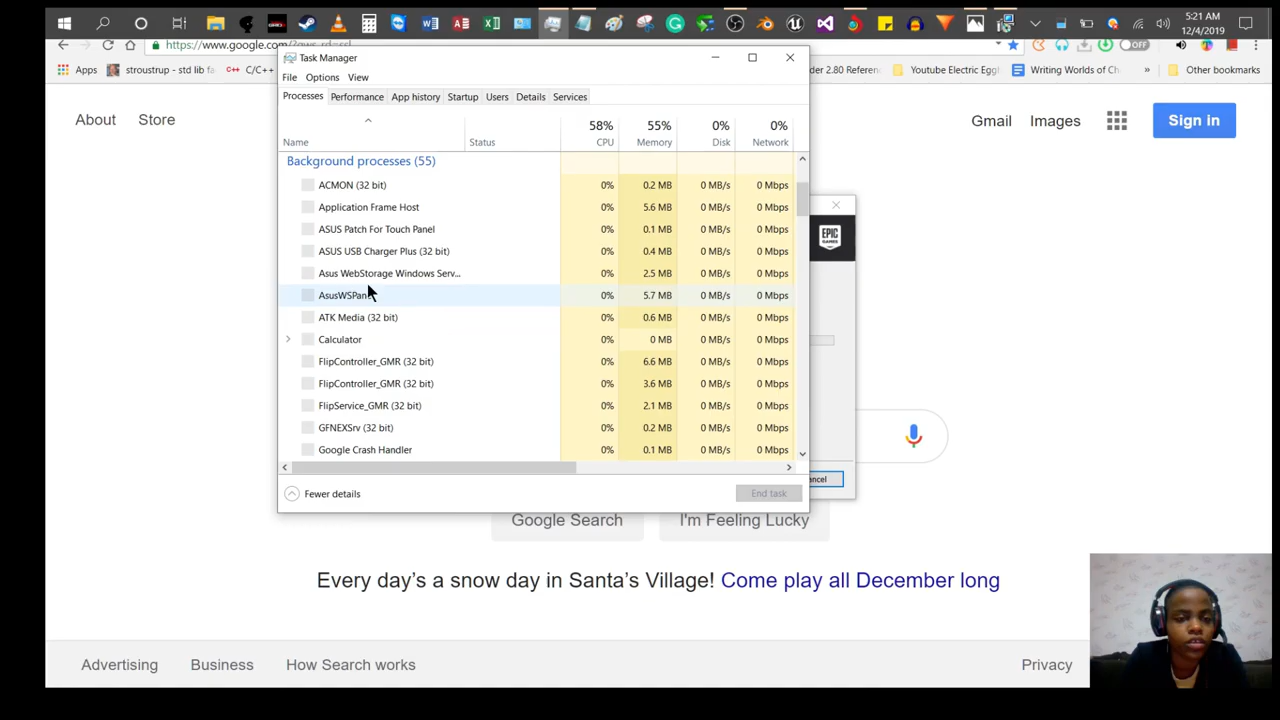 5:21 AM
12/4/2019
https://www.google.com/?gws_rd=ssl
Apps
stroustrup - std lib fa
C/C++
der 2.80 Referenc
Youtube Electric Eggp
Writing Worlds of Ch
»
Other bookmarks
OFF
Task Manager
File Options View
Processes Performance App history Startup Users Details Services
58% 55% 0% 0%
Name Status CPU Memory Disk Network
Background processes (55)
ACMON (32 bit) 0% 0.2 MB 0 MB/s 0 Mbps
Application Frame Host 0% 5.6 MB 0 MB/s 0 Mbps
ASUS Patch For Touch Panel 0% 0.1 MB 0 MB/s 0 Mbps
ASUS USB Charger Plus (32 bit) 0% 0.4 MB 0 MB/s 0 Mbps
Asus WebStorage Windows Serv... 0% 2.5 MB 0 MB/s 0 Mbps
AsusWSPan 0% 5.7 MB 0 MB/s 0 Mbps
ATK Media (32 bit) 0% 0.6 MB 0 MB/s 0 Mbps
Calculator 0% 0 MB 0 MB/s 0 Mbps
FlipController_GMR (32 bit) 0% 6.6 MB 0 MB/s 0 Mbps
FlipController_GMR (32 bit) 0% 3.6 MB 0 MB/s 0 Mbps
FlipService_GMR (32 bit) 0% 2.1 MB 0 MB/s 0 Mbps
GFNEXSrv (32 bit) 0% 0.2 MB 0 MB/s 0 Mbps
Google Crash Handler 0% 0.1 MB 0 MB/s 0 Mbps
Fewer details
End task
About Store
Gmail Images
Sign in
EPIC
GAMES
ancel
Google Search I'm Feeling Lucky
Every day's a snow day in Santa's Village! Come play all December long
Advertising Business How Search works
Privacy